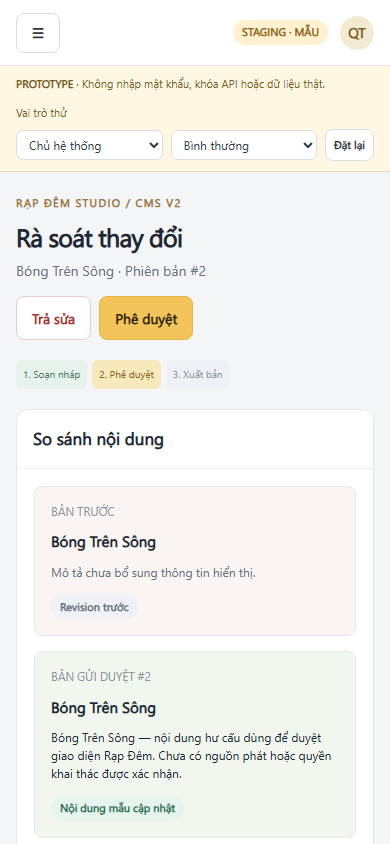 ☰
STAGING · MẪU
QT
PROTOTYPE · Không nhập mật khẩu, khóa API hoặc dữ liệu thật.
Vai trò thử
Chủ hệ thống
Bình thường
Đặt lại
RẠP ĐÊM STUDIO / CMS V2
Rà soát thay đổi
Bóng Trên Sông · Phiên bản #2
Trả sửa
Phê duyệt
1. Soạn nháp
2. Phê duyệt
3. Xuất bản
So sánh nội dung
BẢN TRƯỚC
Bóng Trên Sông
Mô tả chưa bổ sung thông tin hiển thị.
Revision trước
BẢN GỬI DUYỆT #2
Bóng Trên Sông
Bóng Trên Sông — nội dung hư cấu dùng để duyệt
giao diện Rạp Đêm. Chưa có nguồn phát hoặc quyền
khai thác được xác nhận.
Nội dung mẫu cập nhật